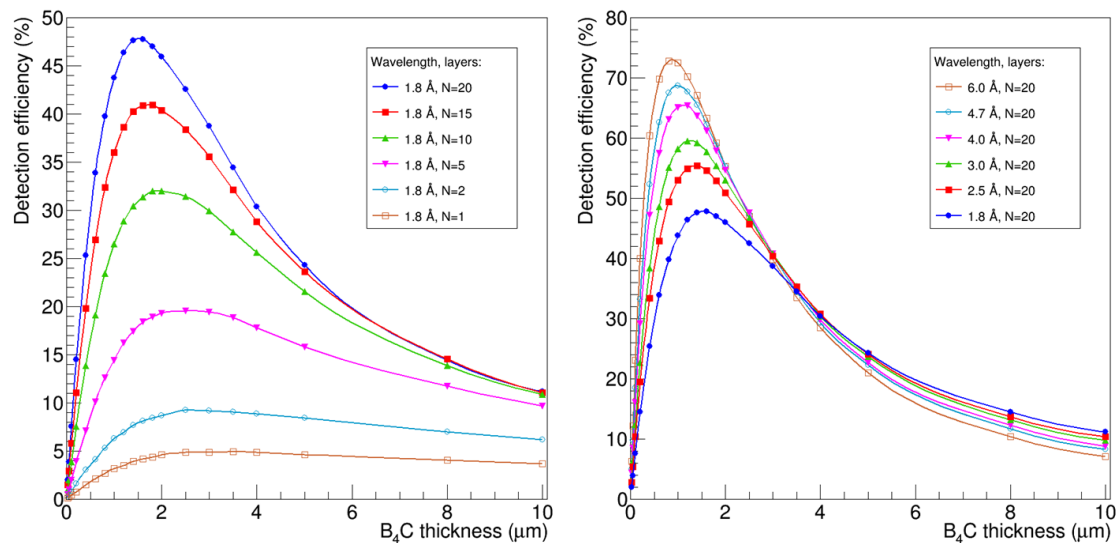 Detection efficiency (%)
50
45
40
35
30
25
20
15
10
5
0
0
2
4
6
8
10
B4C thickness (μm)
Wavelength, layers:
1.8 Å, N=20
1.8 Å, N=15
1.8 Å, N=10
1.8 Å, N=5
1.8 Å, N=2
1.8 Å, N=1
Detection efficiency (%)
80
70
60
50
40
30
20
10
0
0
2
4
6
8
10
B4C thickness (μm)
Wavelength, layers:
6.0 Å, N=20
4.7 Å, N=20
4.0 Å, N=20
3.0 Å, N=20
2.5 Å, N=20
1.8 Å, N=20